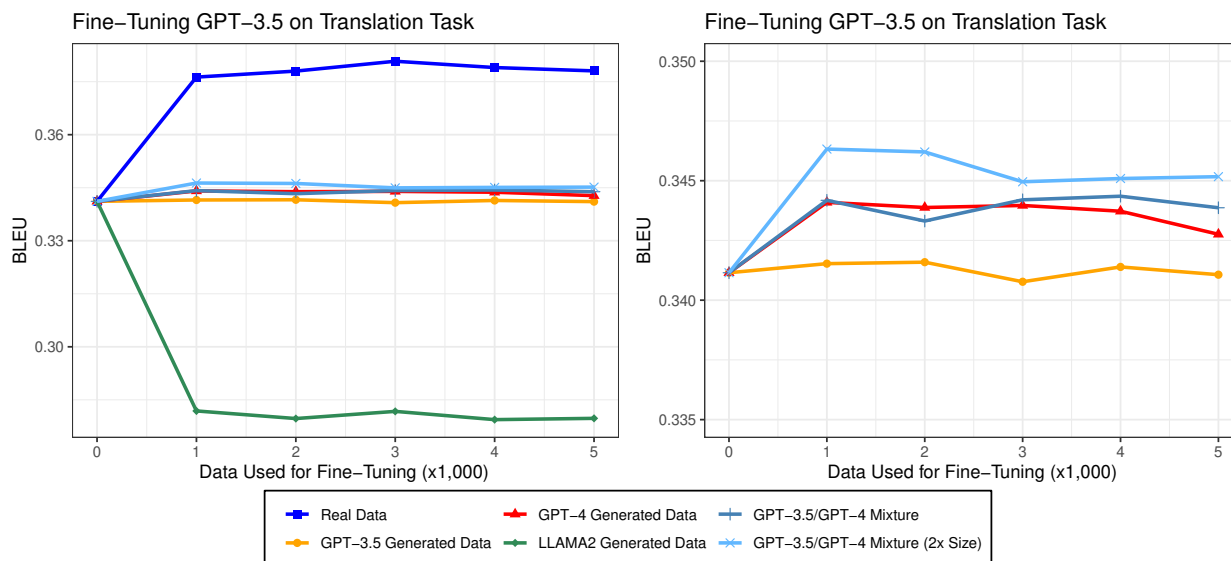 Fine−Tuning GPT−3.5 on Translation Task
BLEU
0.36
0.33
0.30
0 1 2 3 4 5
Data Used for Fine−Tuning (x1,000)
Fine−Tuning GPT−3.5 on Translation Task
BLEU
0.350
0.345
0.340
0.335
0 1 2 3 4 5
Data Used for Fine−Tuning (x1,000)
Real Data GPT−4 Generated Data GPT−3.5/GPT−4 Mixture
GPT−3.5 Generated Data LLAMA2 Generated Data GPT−3.5/GPT−4 Mixture (2x Size)